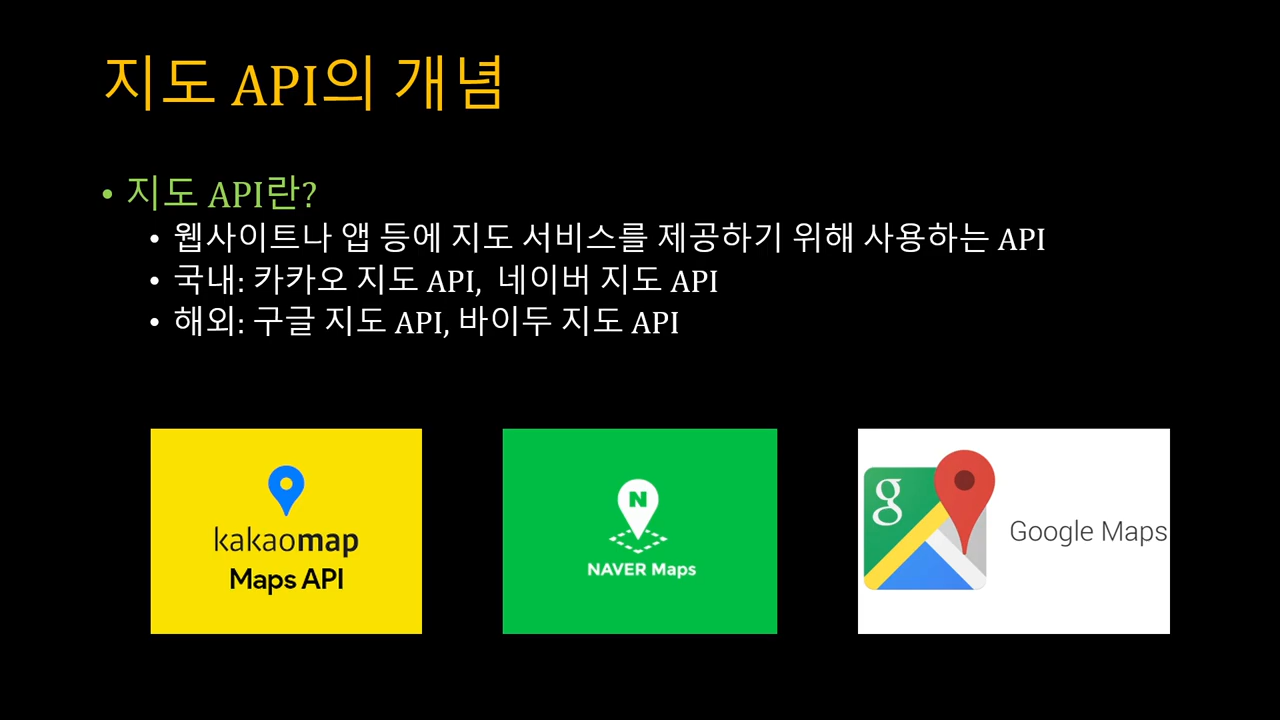 지도 API의 개념
• 지도 API란?
• 웹사이트나 앱 등에 지도 서비스를 제공하기 위해 사용하는 API
• 국내: 카카오 지도 API, 네이버 지도 API
• 해외: 구글 지도 API, 바이두 지도 API
kakaomap
Maps API
N
NAVER Maps
g
Google Maps